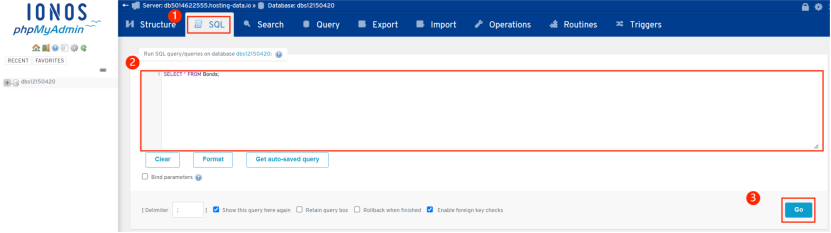 IONOS
phpMyAdmin
RECENT FAVORITES
dbs12150420
Server: db5014622555.hosting-data.io » Database: dbs12150420
Structure SQL Search Query Export Import Operations Routines Triggers
1
Run SQL query/queries on database dbs12150420:
2
1 SELECT * FROM Bonds;
Clear Format Get auto-saved query
Bind parameters
3
[ Delimiter ; ] Show this query here again Retain query box Rollback when finished Enable foreign key checks
Go